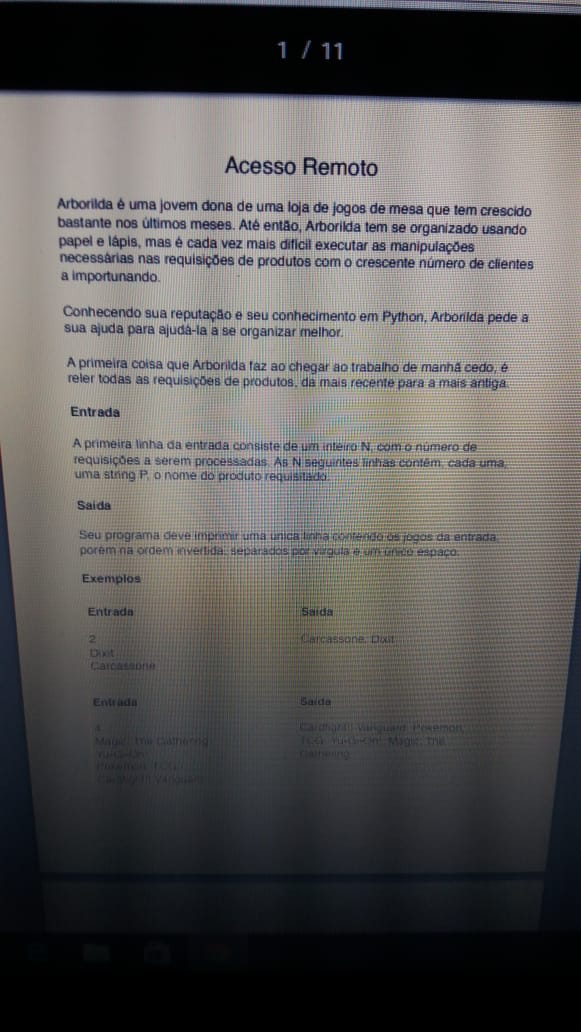 1 / 11
Acesso Remoto
Arborilda é uma jovem dona de uma loja de jogos de mesa que tem crescido
bastante nos últimos meses. Até então, Arborilda tem se organizado usando
papel e lápis, mas é cada vez mais difícil executar as manipulações
necessárias nas requisições de produtos com o crescente número de clientes
a importunando.
Conhecendo sua reputação e seu conhecimento em Python, Arborilda pede a
sua ajuda para ajudá-la a se organizar melhor.
A primeira coisa que Arborilda faz ao chegar ao trabalho de manhã cedo, é
reler todas as requisições de produtos, da mais recente para a mais antiga.
Entrada
A primeira linha da entrada consiste de um inteiro N, com o número de
requisições a serem processadas. As N seguintes linhas contém, cada uma,
uma string P, o nome do produto requisitado.
Saída
Seu programa deve imprimir uma única linha contendo os jogos da entrada,
porém na ordem invertida, separados por vírgula e um único espaço.
Exemplos
Entrada
Saída
2
Carcassone, Dixit
Dixit
Carcassone
Entrada
Saída
4
Cardfight!! Vanguard, Pokemon
Magic: The Gathering
TCG, Yu-Gi-Oh!, Magic: The
Yu-Gi-Oh!
Gathering
Pokemon TCG
Cardfight!! Vanguard